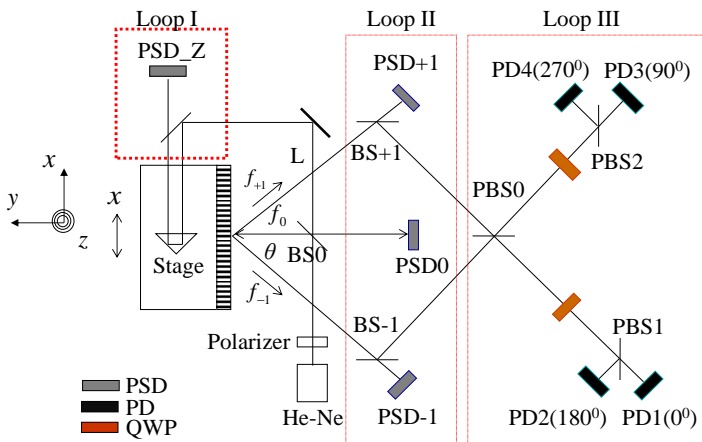 Loop I
Loop II
Loop III
PSD_Z
PSD+1
PD4(270⁰)
PD3(90⁰)
L
BS+1
PBS2
x
x
f₊₁
PBS0
y
f₀
z
θ
BS0
PSD0
Stage
f₋₁
BS-1
PBS1
Polarizer
PSD
PD
QWP
He-Ne
PSD-1
PD2(180⁰)
PD1(0⁰)